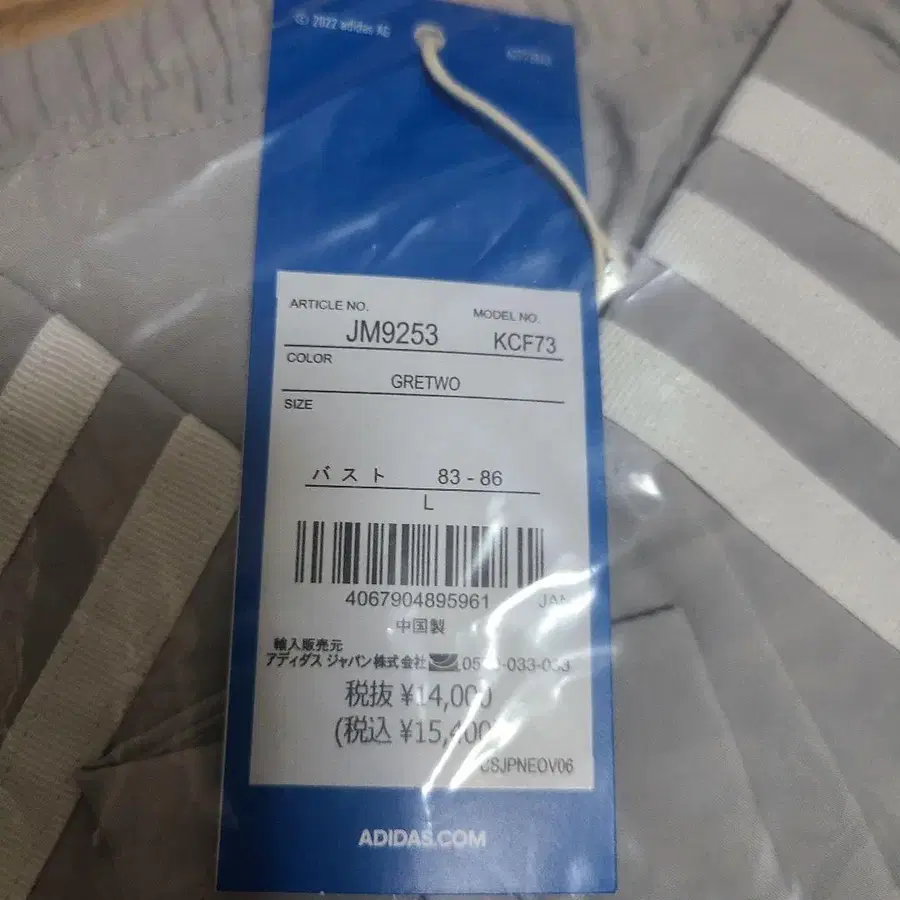 © 2022 adidas AG
ARTICLE NO.
MODEL NO.
JM9253
KCF73
COLOR
GRETWO
SIZE
バスト 83 - 86
L
4067904895961 JAN
中国製
輸入販売元
アディダス ジャパン株式会社
税抜 ¥14,000
(税込 ¥15,400)
CSJPNEOV06
ADIDAS.COM